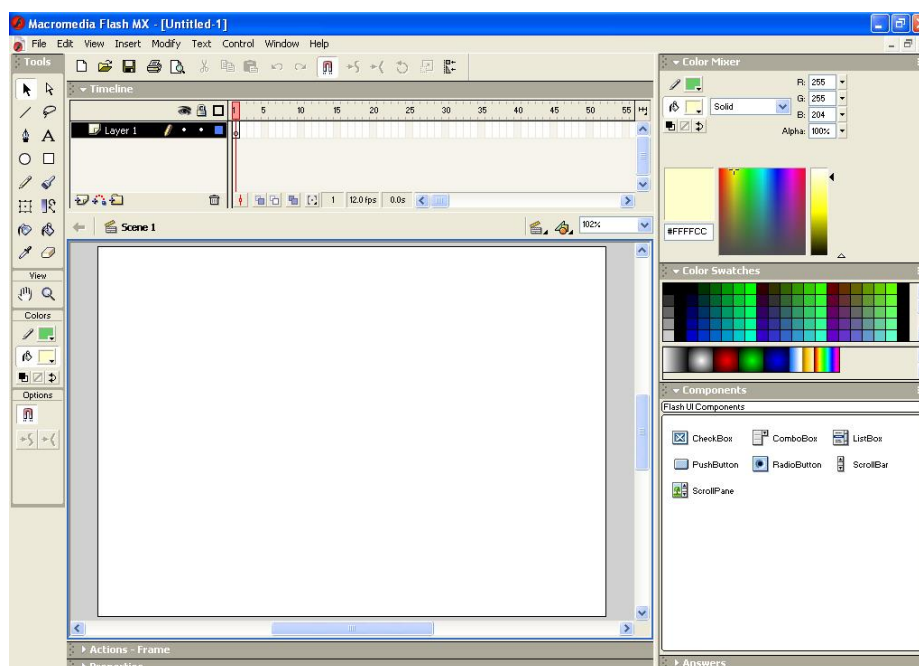 Macromedia Flash MX - [Untitled-1]
File Edit View Insert Modify Text Control Window Help
Tools
Timeline
1 5 10 15 20 25 30 35 40 45 50 55
Layer 1
1 12.0 fps 0.0s
Scene 1
102%
View
Colors
Options
Actions - Frame
Properties
Color Mixer
R: 255
Solid
G: 255
B: 204
Alpha: 100%
#FFFFCC
Color Swatches
Components
Flash UI Components
CheckBox ComboBox ListBox
PushButton RadioButton ScrollBar
ScrollPane
Answers